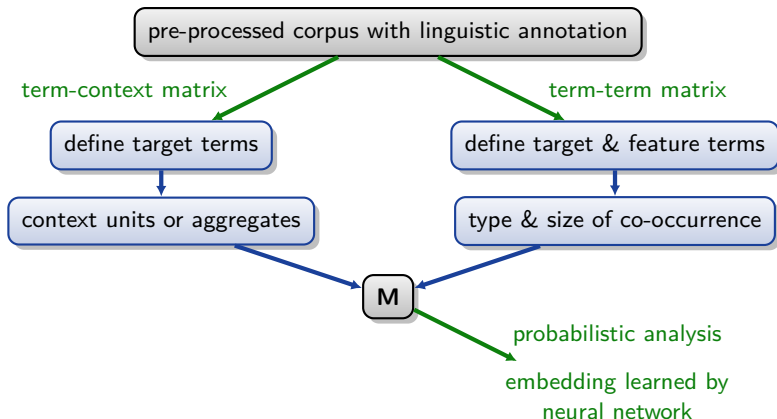 pre-processed corpus with linguistic annotation
term-context matrix
term-term matrix
define target terms
define target & feature terms
context units or aggregates
type & size of co-occurrence
M
probabilistic analysis
embedding learned by
neural network